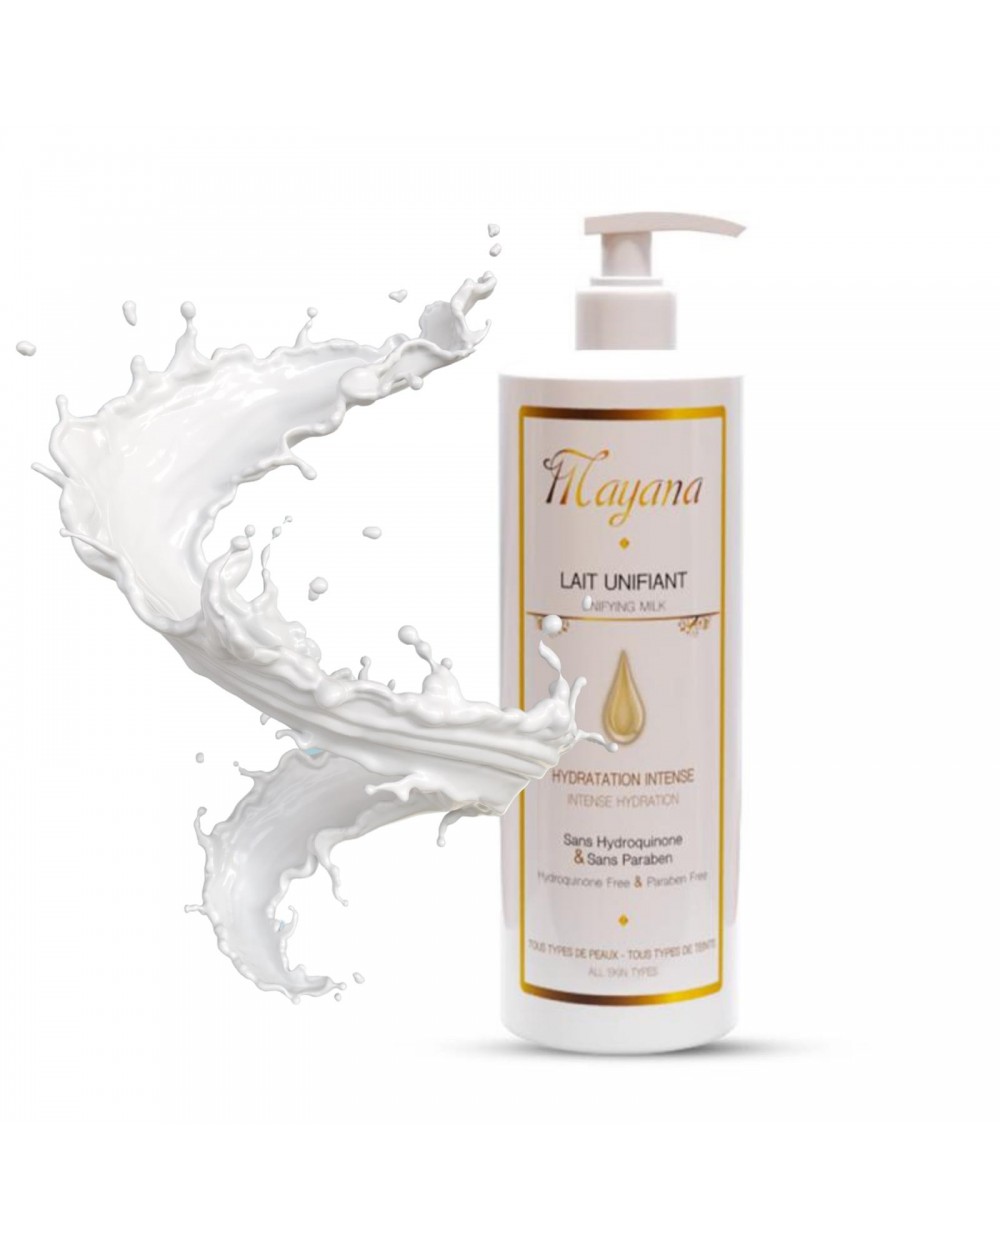 Mayana
LAIT UNIFIANT
UNIFYING MILK
HYDRATATION INTENSE
INTENSE HYDRATION
Sans Hydroquinone
& Sans Paraben
Hydroquinone Free & Paraben Free
TOUS TYPES DE PEAUX - TOUS TYPES DE TEINTS
ALL SKIN TYPES